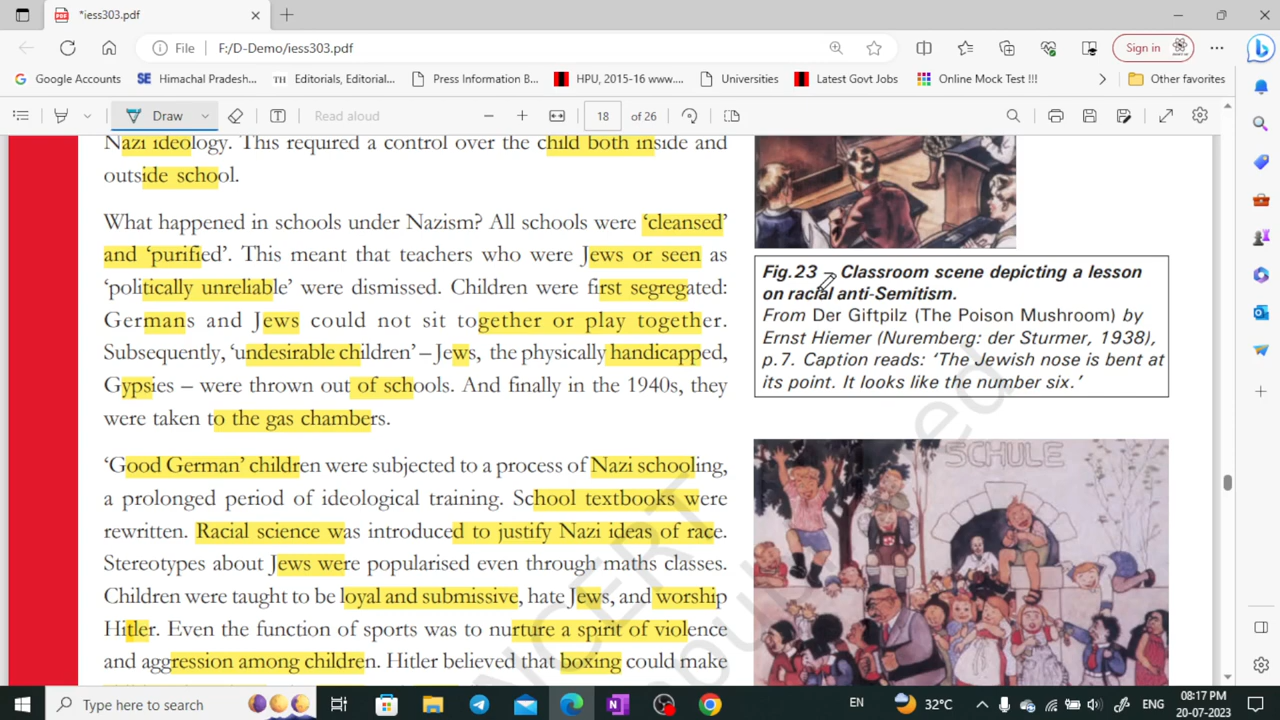 *iess303.pdf
File
F:/D-Demo/iess303.pdf
Sign in
Google Accounts
SE Himachal Pradesh...
TH Editorials, Editorial...
Press Information B...
HPU, 2015-16 www....
Universities
Latest Govt Jobs
Online Mock Test !!!
Other favorites
Draw
Read aloud
18 of 26
Nazi ideology. This required a control over the child both inside and
outside school.
What happened in schools under Nazism? All schools were ‘cleansed’
and ‘purified’. This meant that teachers who were Jews or seen as
‘politically unreliable’ were dismissed. Children were first segregated:
Germans and Jews could not sit together or play together.
Subsequently, ‘undesirable children’ – Jews, the physically handicapped,
Gypsies – were thrown out of schools. And finally in the 1940s, they
were taken to the gas chambers.
‘Good German’ children were subjected to a process of Nazi schooling,
a prolonged period of ideological training. School textbooks were
rewritten. Racial science was introduced to justify Nazi ideas of race.
Stereotypes about Jews were popularised even through maths classes.
Children were taught to be loyal and submissive, hate Jews, and worship
Hitler. Even the function of sports was to nurture a spirit of violence
and aggression among children. Hitler believed that boxing could make
Fig.23 – Classroom scene depicting a lesson
on racial anti-Semitism.
From Der Giftpilz (The Poison Mushroom) by
Ernst Hiemer (Nuremberg: der Sturmer, 1938),
p.7. Caption reads: ‘The Jewish nose is bent at
its point. It looks like the number six.’
SCHULE
NCERT
Type here to search
EN
32°C
ENG
08:17 PM
20-07-2023